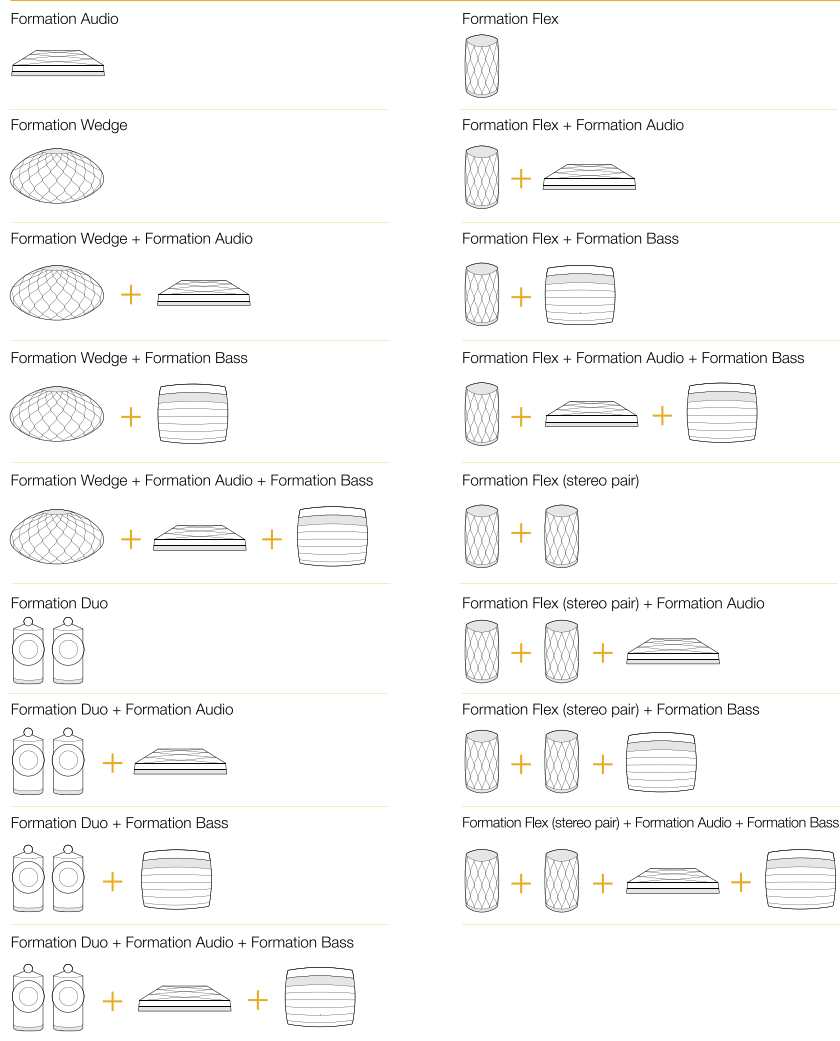 Formation Audio
Formation Wedge
Formation Wedge + Formation Audio
Formation Wedge + Formation Bass
Formation Wedge + Formation Audio + Formation Bass
Formation Duo
Formation Duo + Formation Audio
Formation Duo + Formation Bass
Formation Duo + Formation Audio + Formation Bass
Formation Flex
Formation Flex + Formation Audio
Formation Flex + Formation Bass
Formation Flex + Formation Audio + Formation Bass
Formation Flex (stereo pair)
Formation Flex (stereo pair) + Formation Audio
Formation Flex (stereo pair) + Formation Bass
Formation Flex (stereo pair) + Formation Audio + Formation Bass